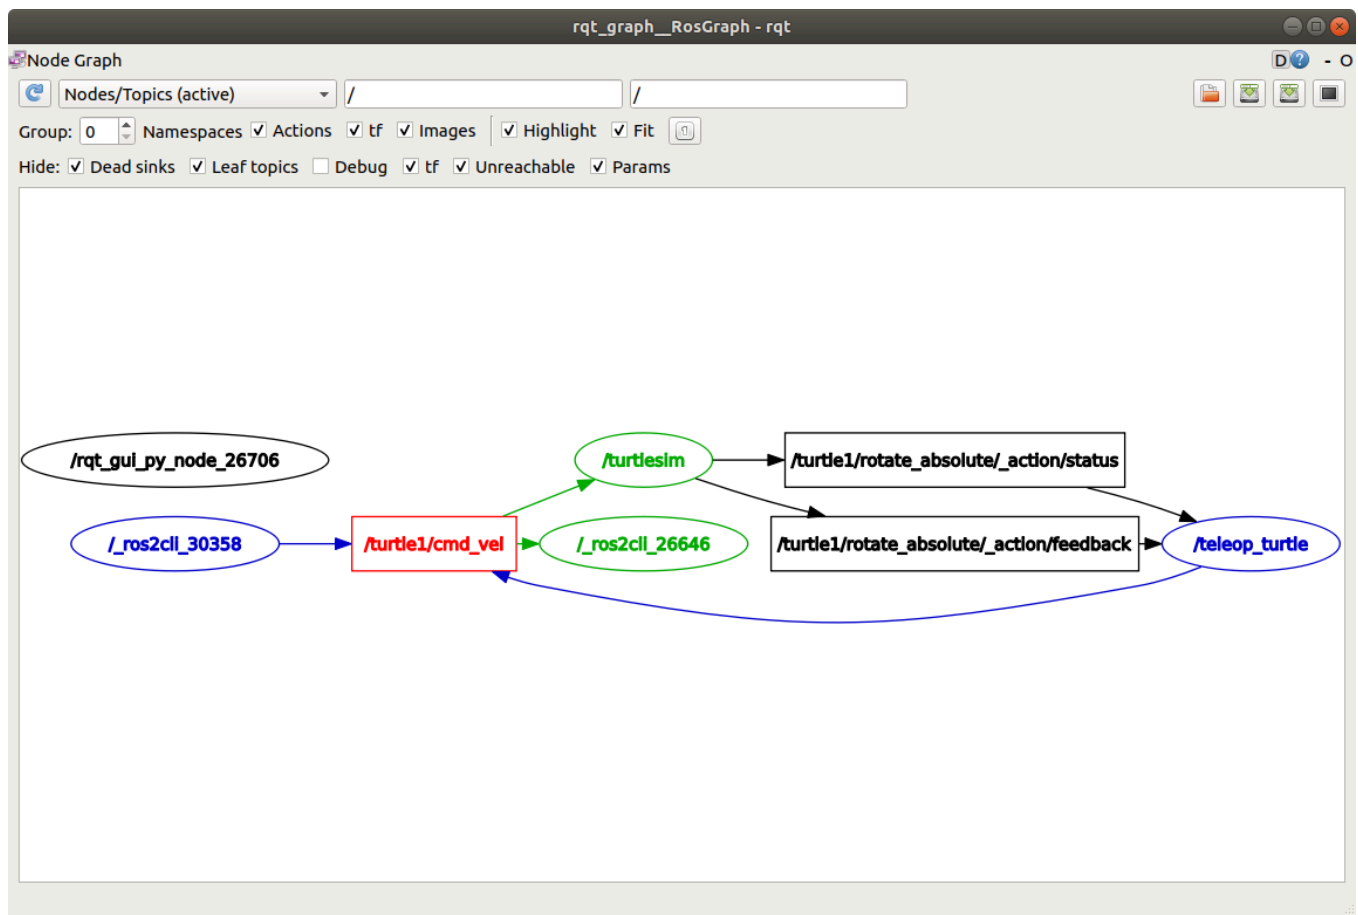 rqt_graph__RosGraph - rqt
Node Graph
D ? - O
Nodes/Topics (active) / /
Group: 0 Namespaces Actions tf Images Highlight Fit
Hide: Dead sinks Leaf topics Debug tf Unreachable Params
/rqt_gui_py_node_26706 /turtlesim /turtle1/rotate_absolute/_action/status
/_ros2cli_30358 /turtle1/cmd_vel /_ros2cli_26646 /turtle1/rotate_absolute/_action/feedback /teleop_turtle